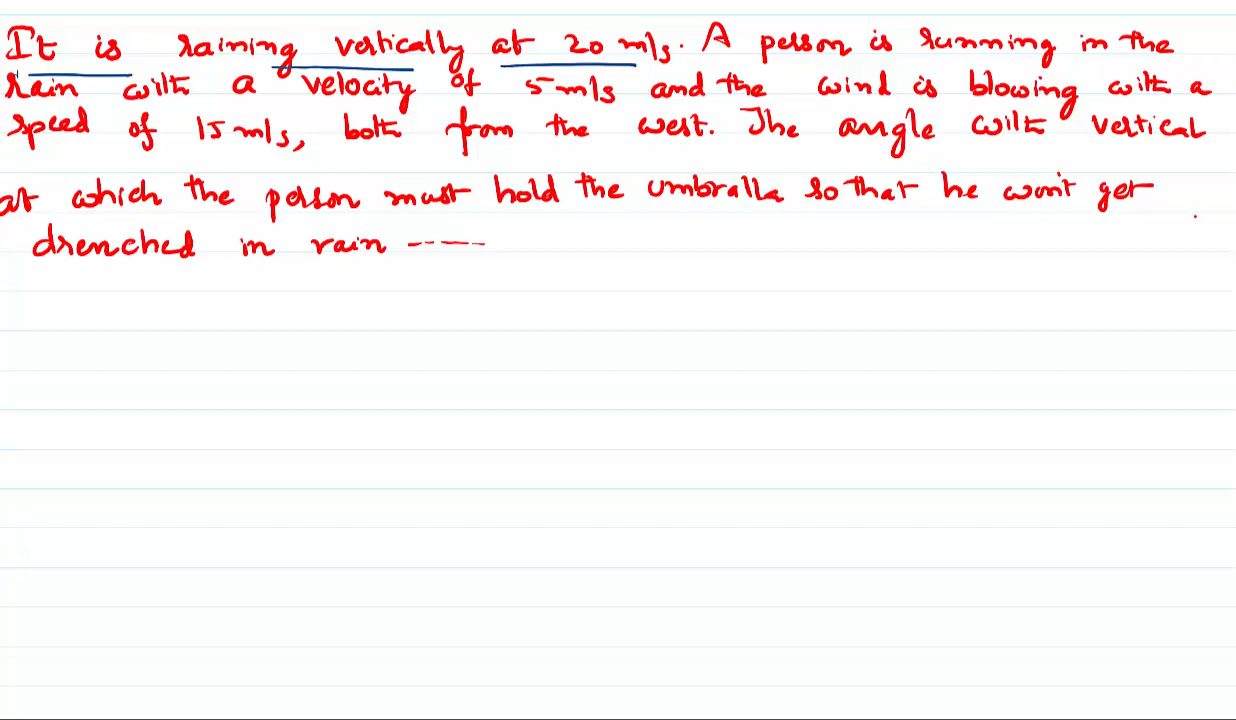 It is raining vertically at 20 m/s. A person is running in the
rain with a velocity of 5 m/s and the wind is blowing with a
speed of 15 m/s, both from the west. The angle with vertical
at which the person must hold the umbralla so that he won't get
drenched in rain -----